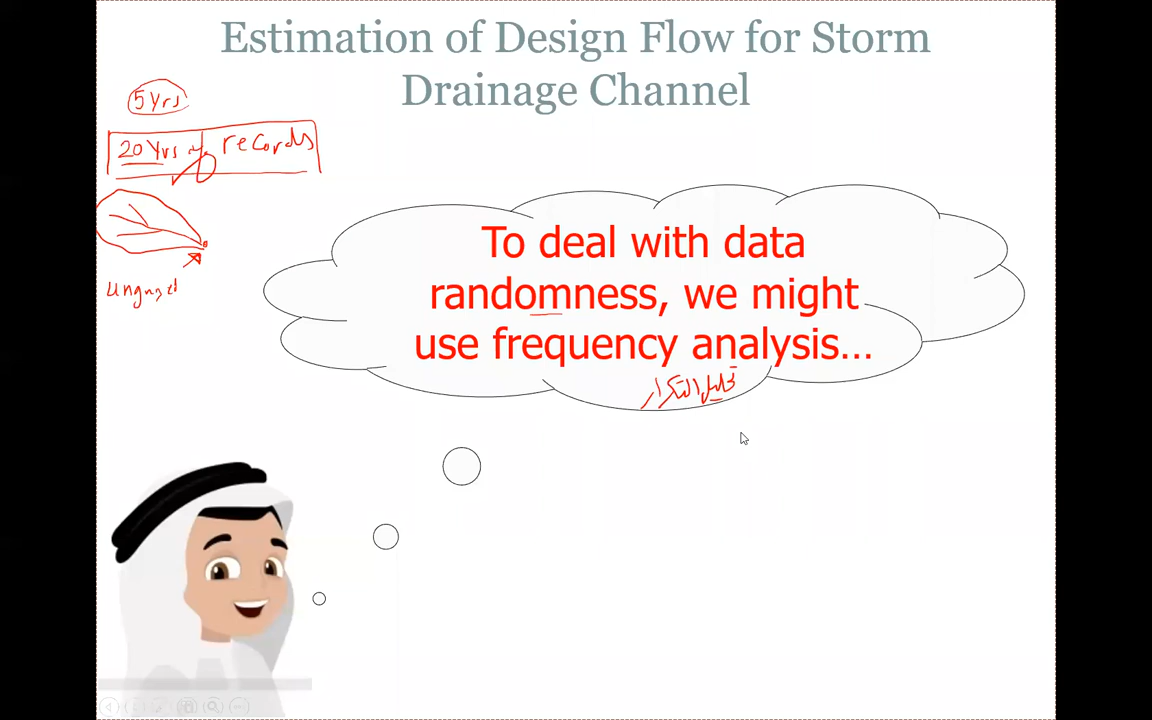 Estimation of Design Flow for Storm
Drainage Channel
5 Yrs
20 Yrs of records
Ungaged
To deal with data
randomness, we might
use frequency analysis...
تحليل التكرار